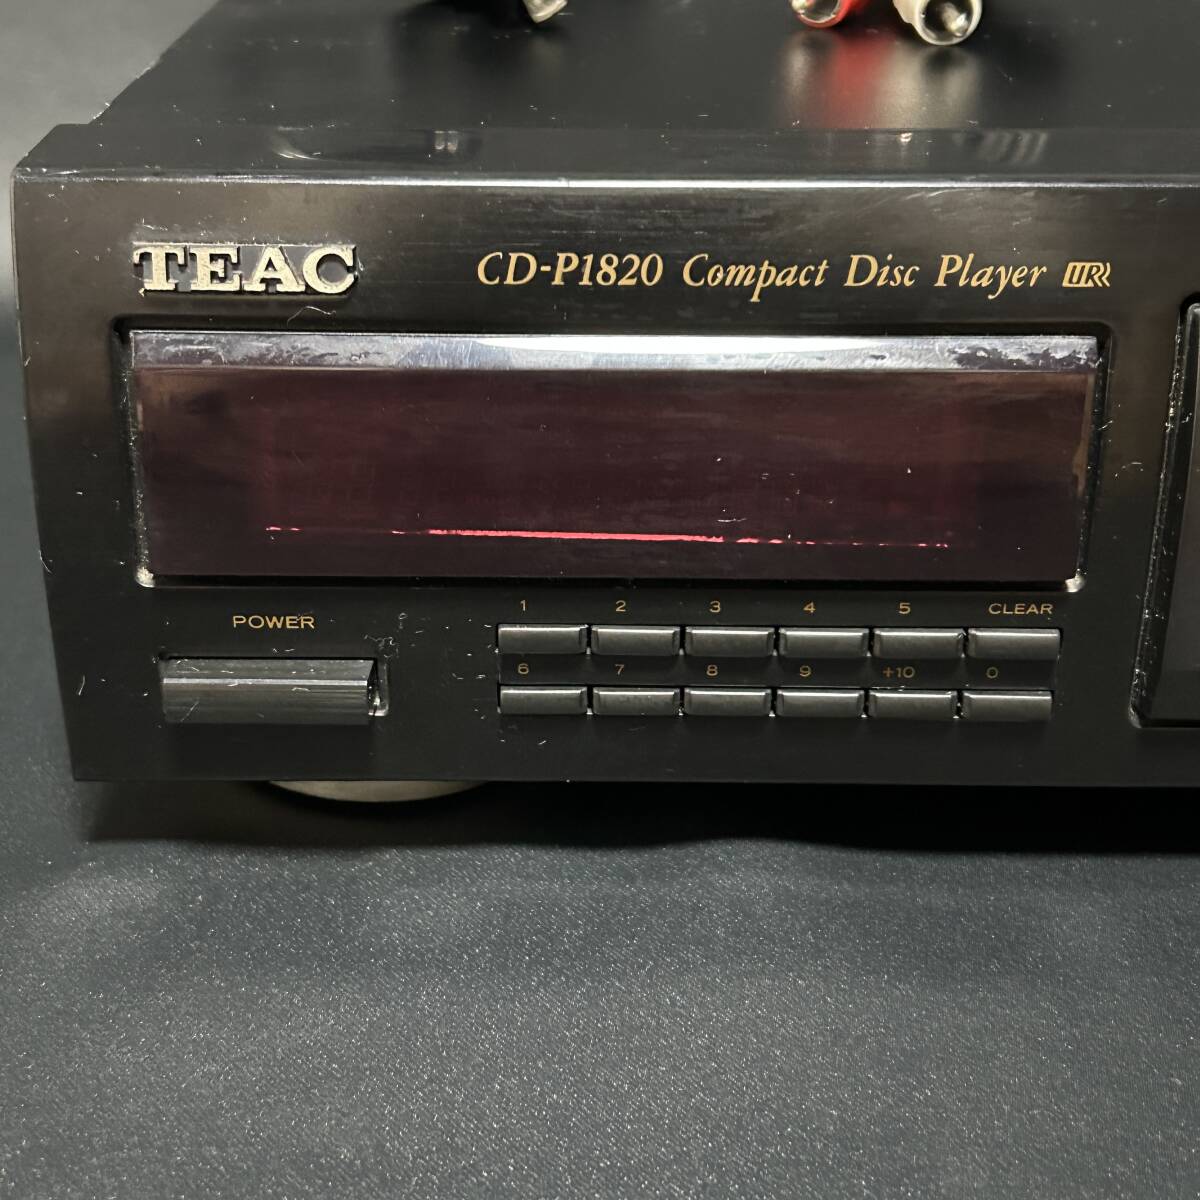 TEAC
CD-P1820 Compact Disc Player
POWER
1 2 3 4 5 CLEAR
6 7 8 9 +10 0